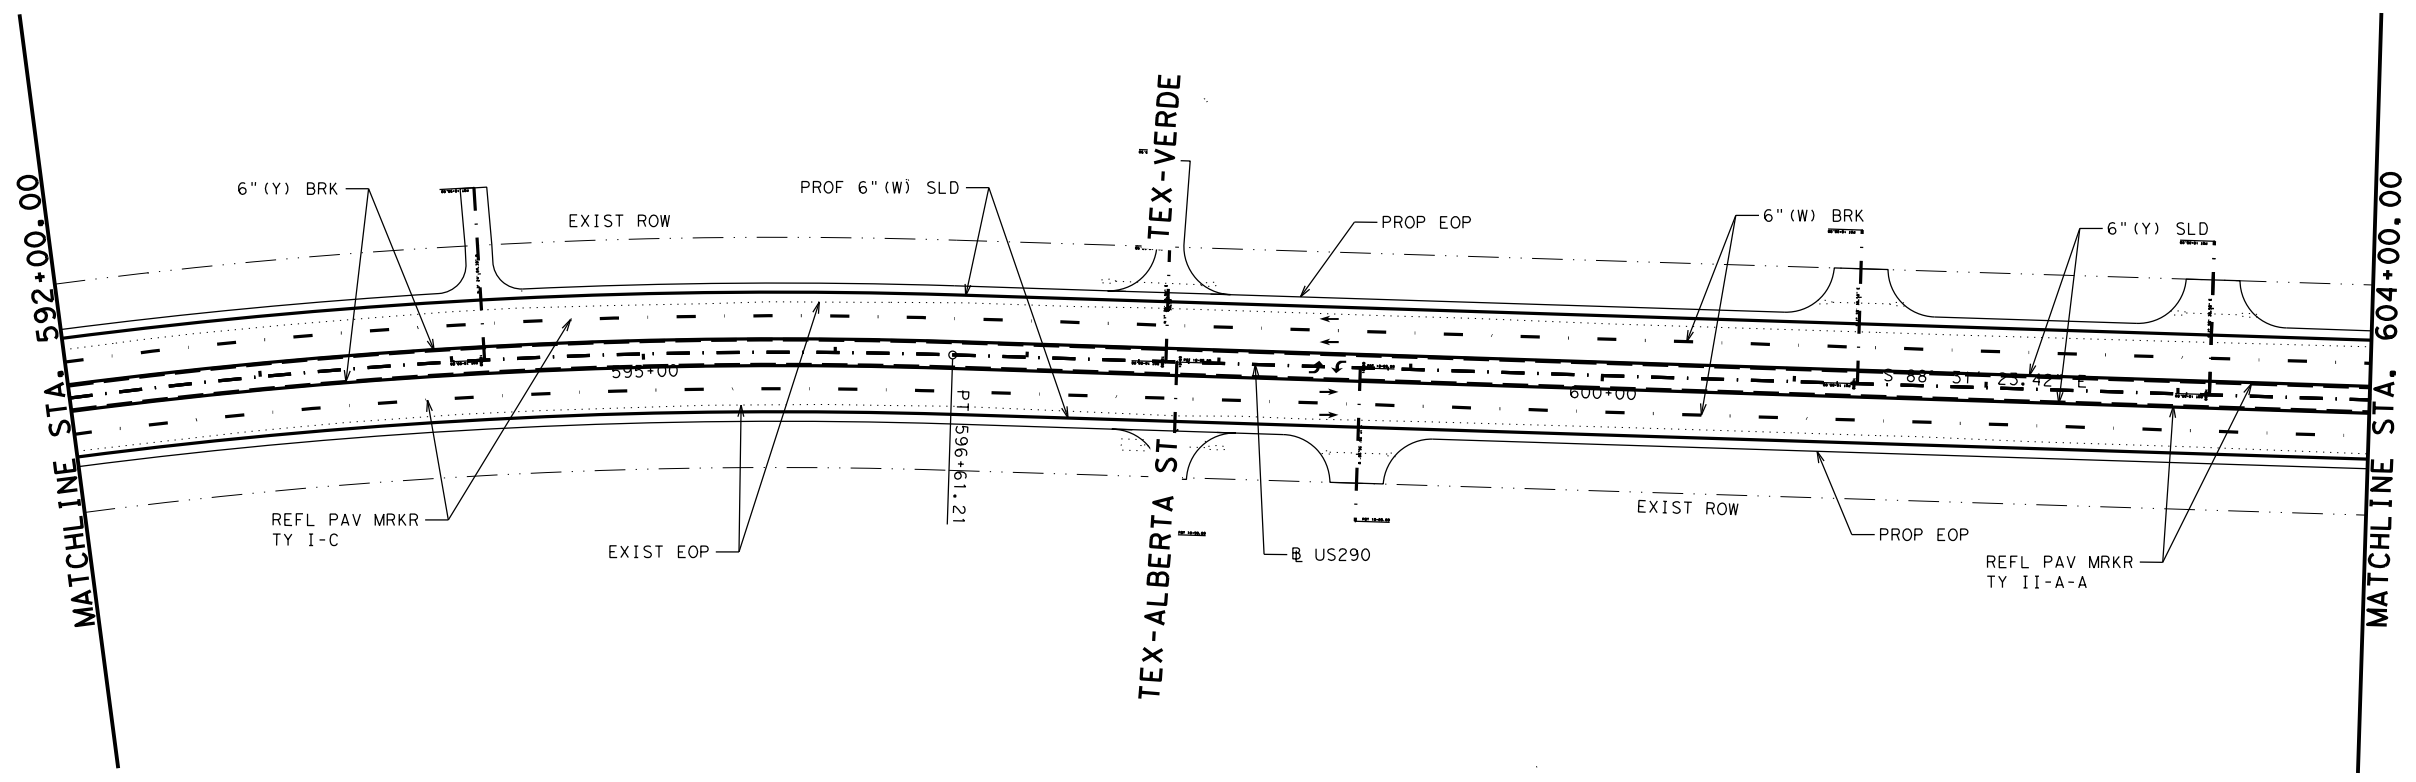 MATCHLINE STA. 592+00.00
6"(Y) BRK
EXIST ROW
PROF 6"(W) SLD
TEX-VERDE
PROP EOP
6"(W) BRK
6"(Y) SLD
MATCHLINE STA. 604+00.00
595+00
PT 596+61.21
600+00
S 88° 51' 25.42" E
REFL PAV MRKR
TY I-C
EXIST EOP
TEX-ALBERTA ST
BL US290
EXIST ROW
PROP EOP
REFL PAV MRKR
TY II-A-A